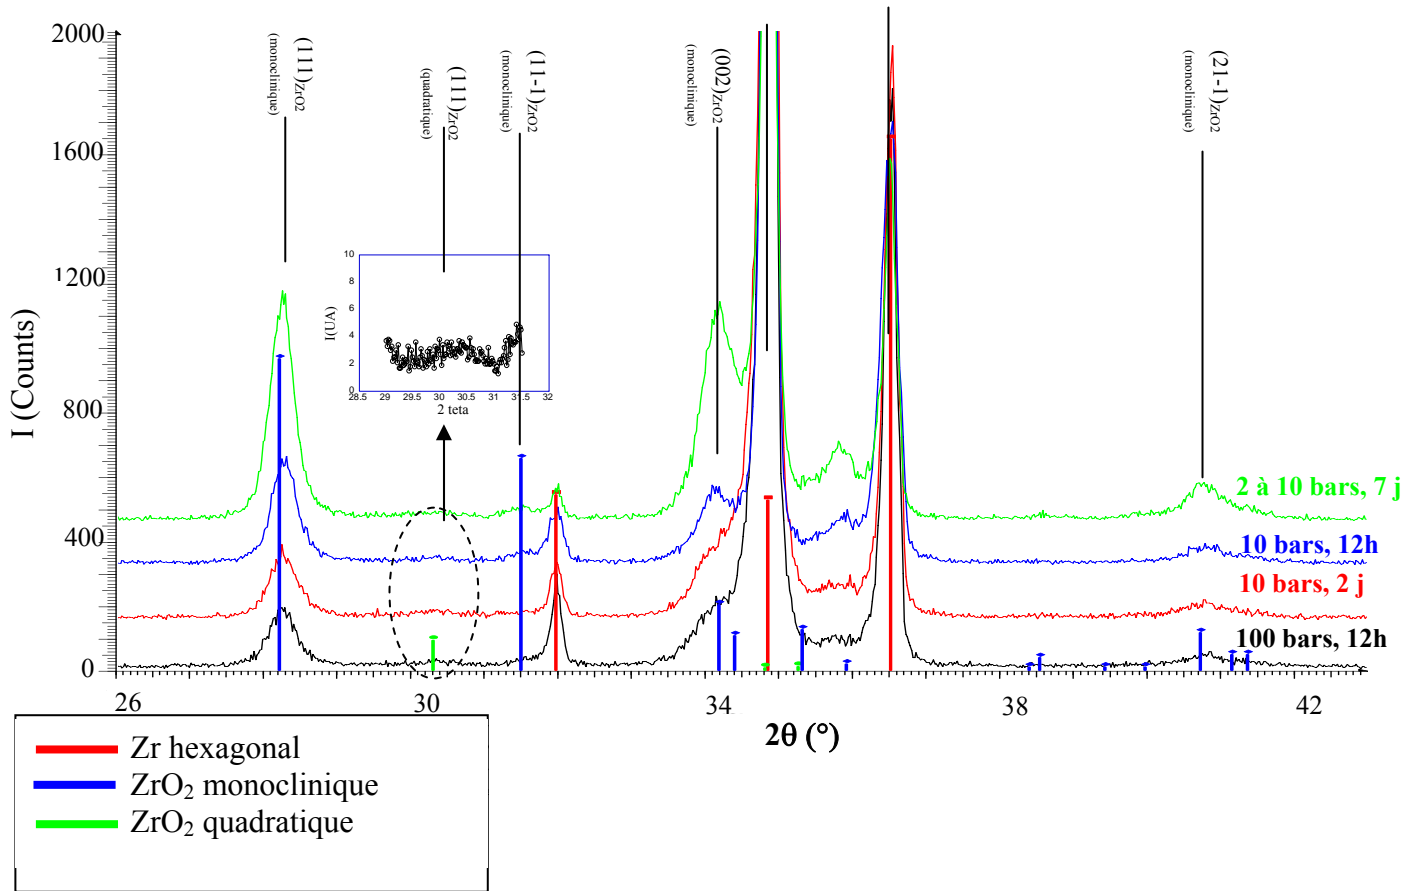 2000
1600
1200
800
400
0
I (Counts)
(111)ZrO2
(monoclinique)
(111)ZrO2
(quadratique)
(11-1)ZrO2
(monoclinique)
(002)ZrO2
(monoclinique)
(21-1)ZrO2
(monoclinique)
10
8
6
4
2
0
I(UA)
28.5 29 29.5 30 30.5 31 31.5 32
2 teta
2 à 10 bars, 7 j
10 bars, 12h
10 bars, 2 j
100 bars, 12h
26 30 34 38 42
2θ (°)
Zr hexagonal
ZrO2 monoclinique
ZrO2 quadratique